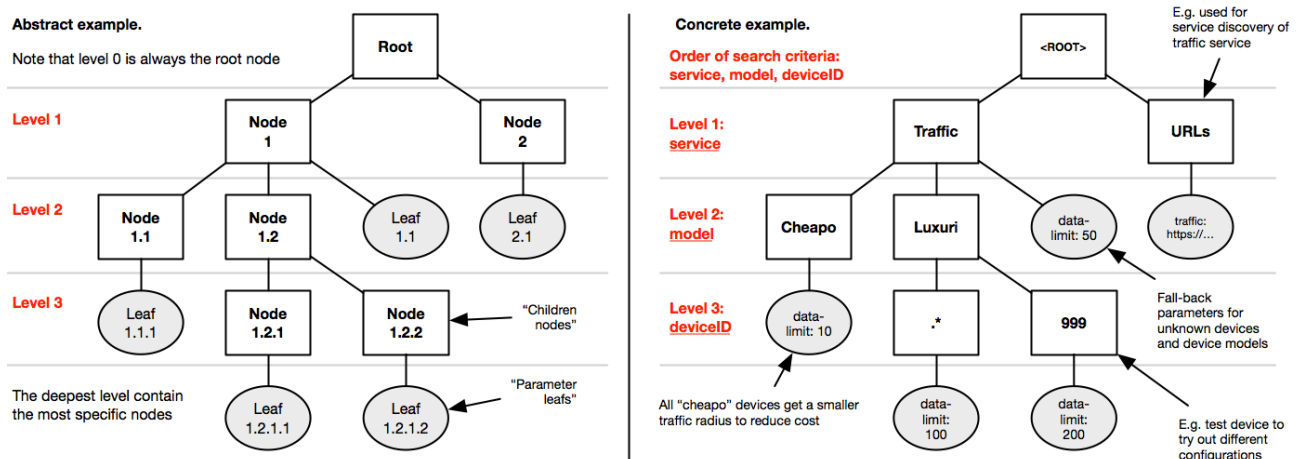 Abstract example.
Note that level 0 is always the root node
Root
Level 1
Node
1
Node
2
Level 2
Node
1.1
Node
1.2
Leaf
1.1
Leaf
2.1
Level 3
Leaf
1.1.1
Node
1.2.1
Node
1.2.2
“Children
nodes”
The deepest level contain
the most specific nodes
Leaf
1.2.1.1
Leaf
1.2.1.2
“Parameter
leafs”
Concrete example.
Order of search criteria:
service, model, deviceID
<ROOT>
E.g. used for
service discovery of
traffic service
Level 1:
service
Traffic
URLs
Level 2:
model
Cheapo
Luxuri
data-
limit: 50
traffic:
https://...
Level 3:
deviceID
data-
limit: 10
.*
999
Fall-back
parameters for
unknown devices
and device models
All “cheapo” devices get a smaller
traffic radius to reduce cost
data-
limit:
100
data-
limit:
200
E.g. test device to
try out different
configurations